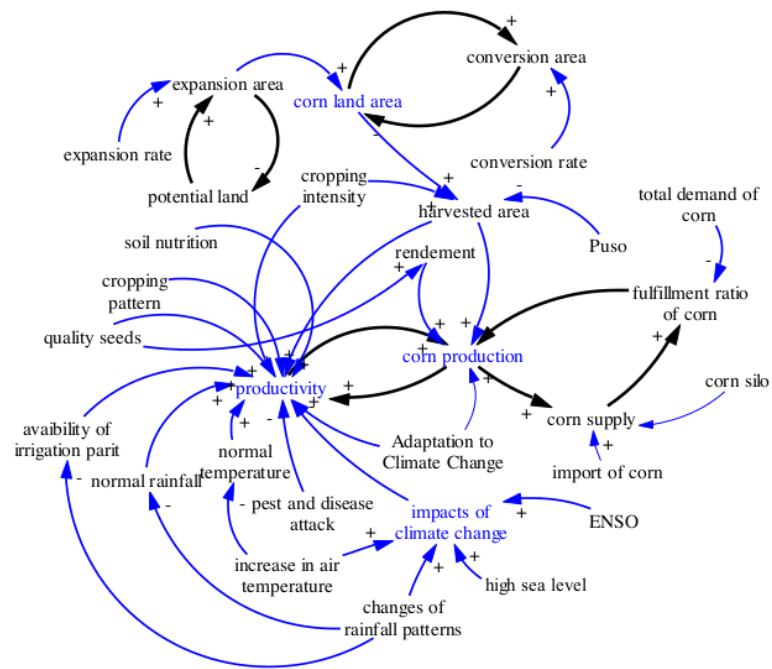 conversion area
expansion area
corn land area
expansion rate
conversion rate
potential land
cropping
intensity
total demand of
corn
harvested area
soil nutrition
Puso
rendement
cropping
pattern
fulfillment ratio
of corn
quality seeds
corn production
productivity
corn silo
corn supply
avaibility of
irrigation parit
normal
temperature
Adaptation to
Climate Change
normal rainfall
import of corn
pest and disease
attack
impacts of
climate change
ENSO
increase in air
temperature
high sea level
changes of
rainfall patterns